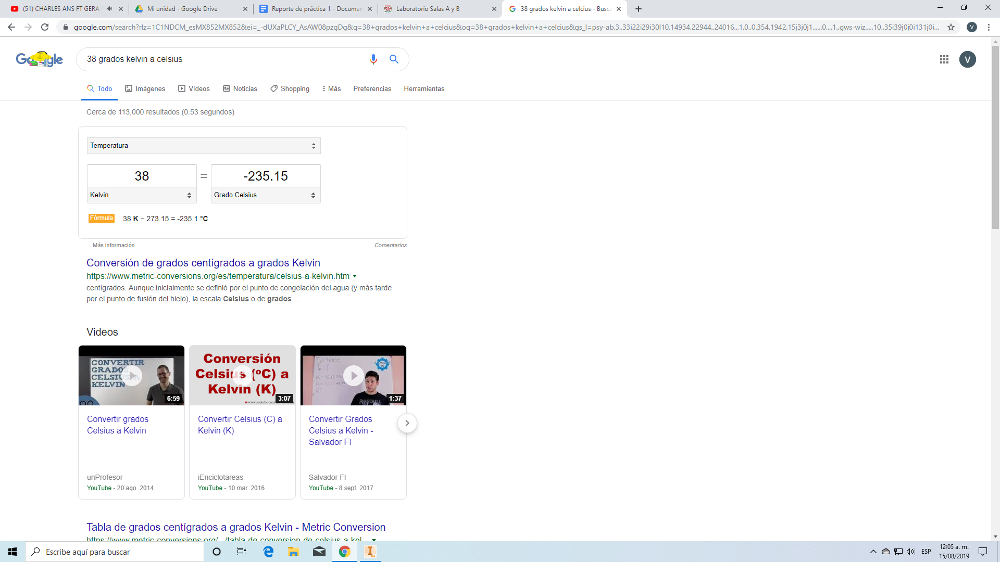 (51) CHARLES ANS FT GERA
Mi unidad - Google Drive
Reporte de práctica 1 - Documen
Laboratorio Salas A y B
38 grados kelvin a celcius - Busca
google.com/search?rlz=1C1NDCM_esMX852MX852&ei=_-dUXaPLCY_AsAW08pzgDg&q=38+grados+kelvin+a+celcius&oq=38+grados+kelvin+a+celcius&gs_l=psy-ab.3..33i22i29i30l10.14934.22944..24016...1.0..0.354.1942.15j3j0j1......0....1..gws-wiz.....10..35i39j0j0i131j0i...
V
Google
38 grados kelvin a celsius
V
Todo
Imágenes
Vídeos
Noticias
Shopping
Más
Preferencias
Herramientas
Cerca de 113,000 resultados (0.53 segundos)
Temperatura
38 = -235.15
Kelvin
Grado Celsius
Fórmula
38 K − 273.15 = -235.1 °C
Más información
Comentarios
Conversión de grados centígrados a grados Kelvin
https://www.metric-conversions.org/es/temperatura/celsius-a-kelvin.htm
centígrados. Aunque inicialmente se definió por el punto de congelación del agua (y más tarde
por el punto de fusión del hielo), la escala Celsius o de grados ...
Videos
CONVERTIR
GRADOS
CELSIUS A
KELVIN
6:59
Conversión
Celsius (ºC) a
Kelvin (K)
www.youtube.com
3:07
1:37
Convertir grados
Celsius a Kelvin
unProfesor
YouTube - 20 ago. 2014
Convertir Celsius (C) a
Kelvin (K)
iEnciclotareas
YouTube - 10 mar. 2016
Convertir Grados
Celsius a Kelvin -
Salvador FI
Salvador FI
YouTube - 8 sept. 2017
Tabla de grados centígrados a grados Kelvin - Metric Conversion
https://www.metric-conversions.org/.../tabla-de-conversion-de-celsius-a-kel...
Escribe aquí para buscar
ESP
12:05 a. m.
15/08/2019